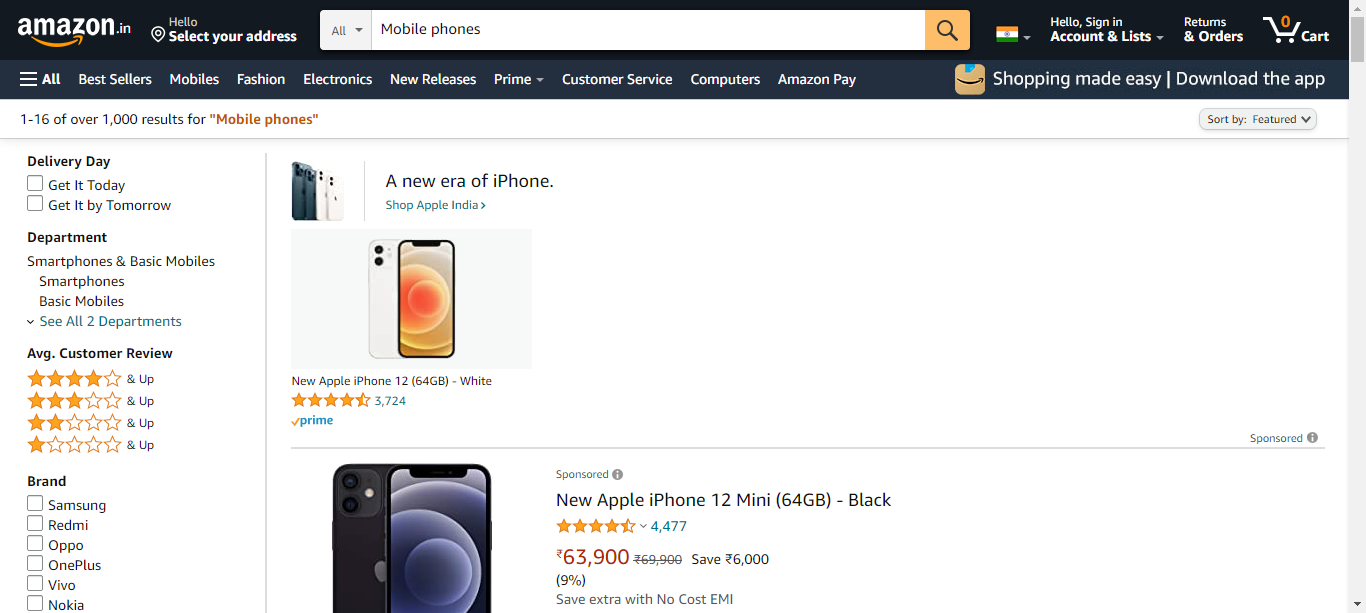 amazon.in
Hello
Select your address
All
Mobile phones
Hello, Sign in
Account & Lists
Returns
& Orders
0
Cart
All
Best Sellers
Mobiles
Fashion
Electronics
New Releases
Prime
Customer Service
Computers
Amazon Pay
Shopping made easy | Download the app
1-16 of over 1,000 results for "Mobile phones"
Sort by: Featured
Delivery Day
Get It Today
Get It by Tomorrow
Department
Smartphones & Basic Mobiles
Smartphones
Basic Mobiles
See All 2 Departments
Avg. Customer Review
& Up
& Up
& Up
& Up
Brand
Samsung
Redmi
Oppo
OnePlus
Vivo
Nokia
A new era of iPhone.
Shop Apple India ›
New Apple iPhone 12 (64GB) - White
3,724
prime
Sponsored
Sponsored
New Apple iPhone 12 Mini (64GB) - Black
4,477
₹63,900 ₹69,900 Save ₹6,000
(9%)
Save extra with No Cost EMI